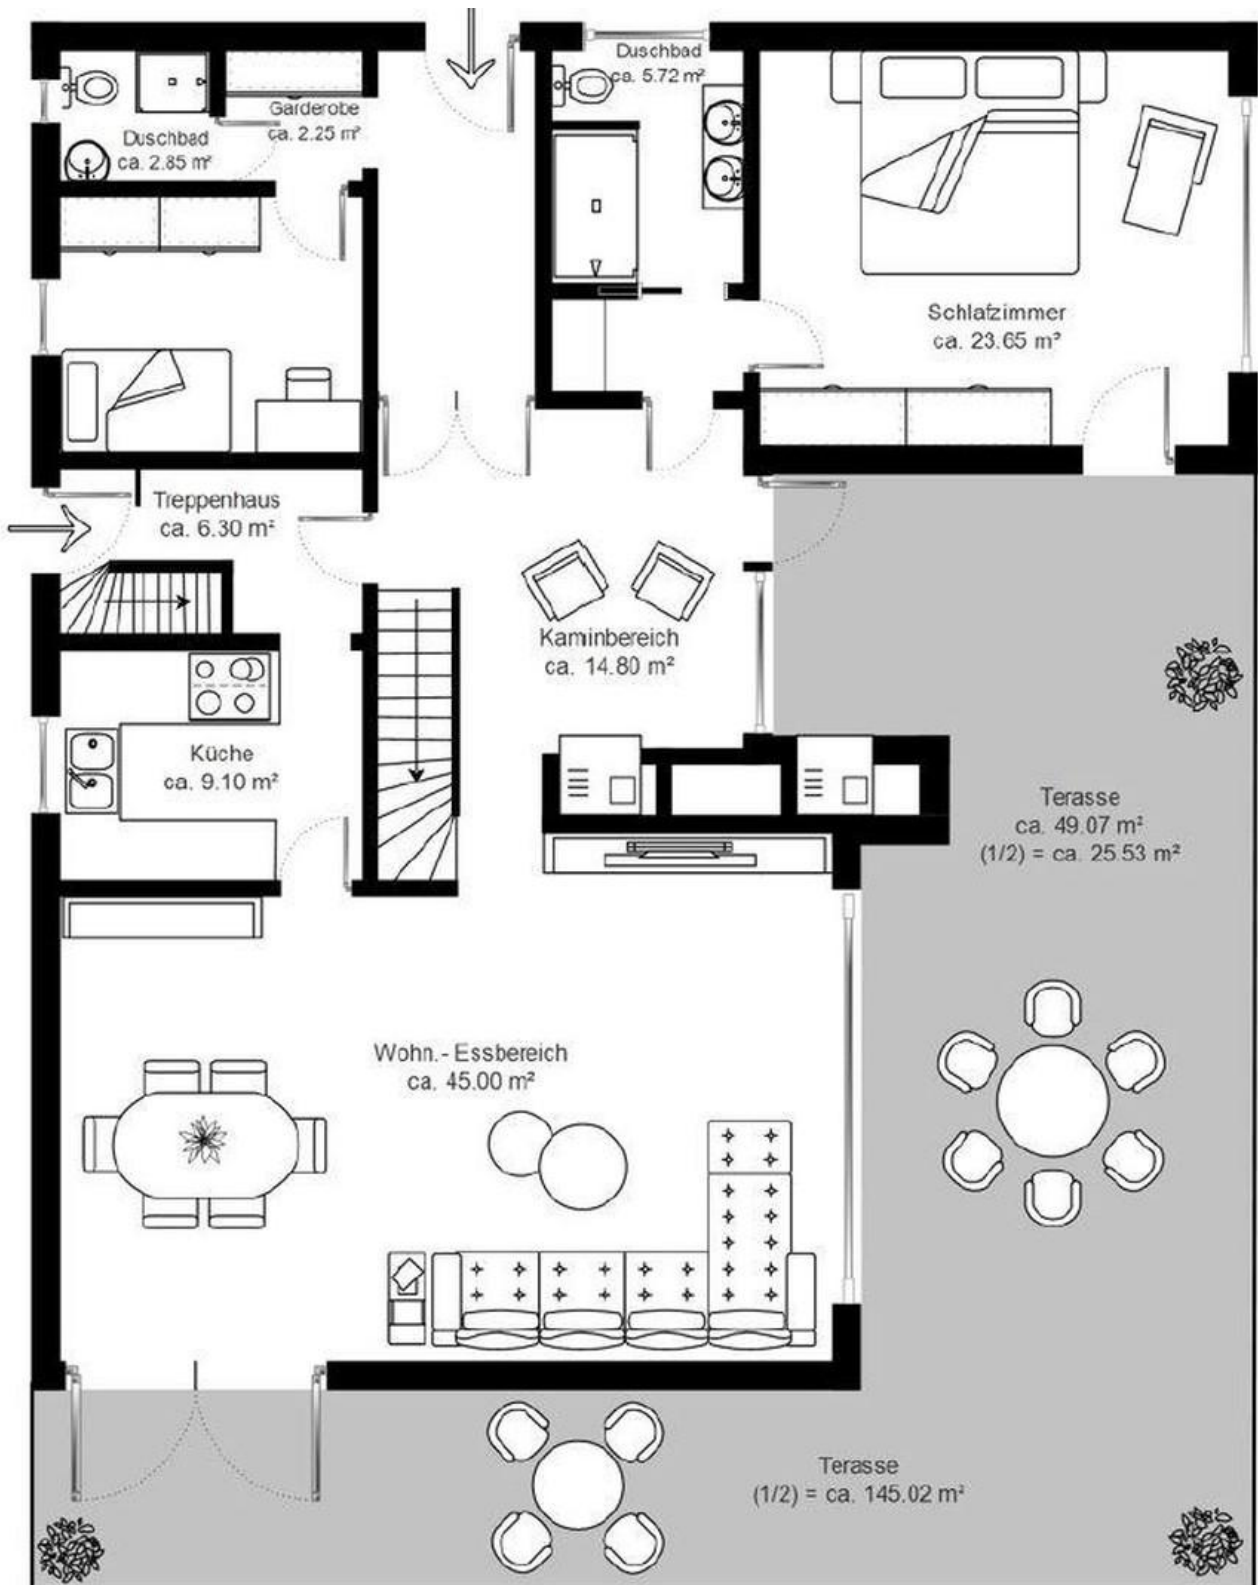 Duschbad
ca. 5.72 m²
Garderobe
ca. 2.25 m²
Duschbad
ca. 2.85 m²
Schlafzimmer
ca. 23.65 m²
Treppenhaus
ca. 6.30 m²
Kaminbereich
ca. 14.80 m²
Küche
ca. 9.10 m²
Terasse
ca. 49.07 m²
(1/2) = ca. 25.53 m²
Wohn.- Essbereich
ca. 45.00 m²
Terasse
(1/2) = ca. 145.02 m²